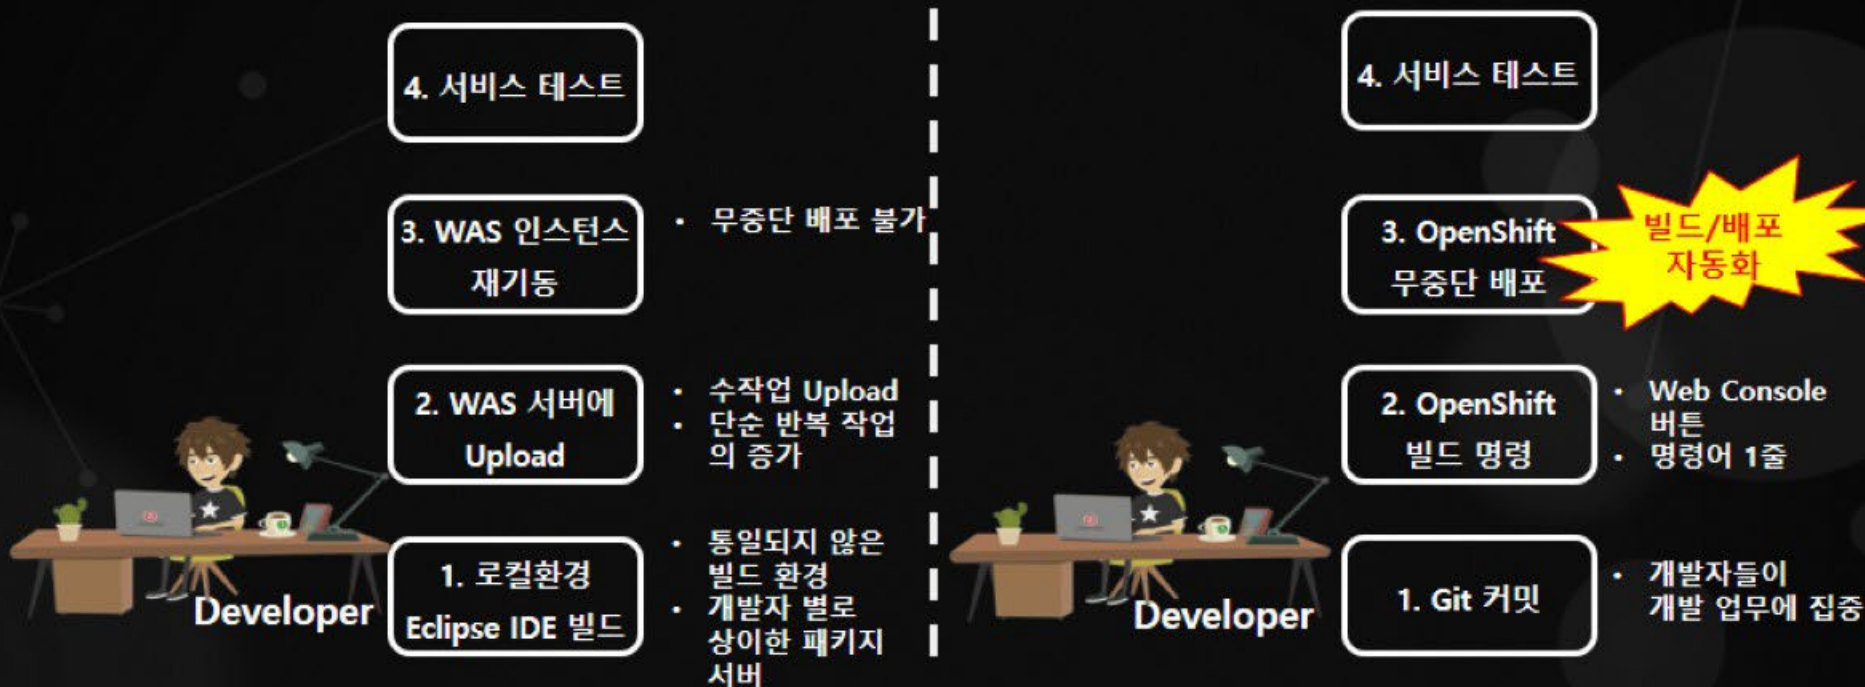 4. 서비스 테스트
3. WAS 인스턴스
재기동
• 무중단 배포 불가
2. WAS 서버에
Upload
• 수작업 Upload
• 단순 반복 작업
의 증가
1. 로컬환경
Eclipse IDE 빌드
• 통일되지 않은
빌드 환경
• 개발자 별로
상이한 패키지
서버
Developer
4. 서비스 테스트
3. OpenShift
무중단 배포
빌드/배포
자동화
2. OpenShift
빌드 명령
• Web Console
버튼
• 명령어 1줄
1. Git 커밋
• 개발자들이
개발 업무에 집중
Developer